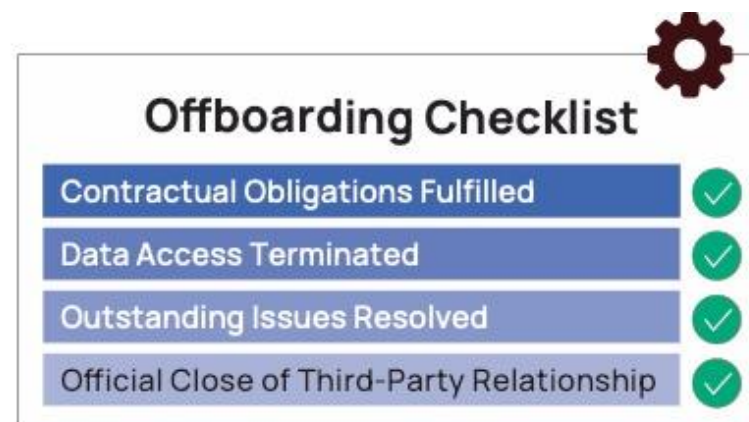 Offboarding Checklist
Contractual Obligations Fulfilled
Data Access Terminated
Outstanding Issues Resolved
Official Close of Third-Party Relationship